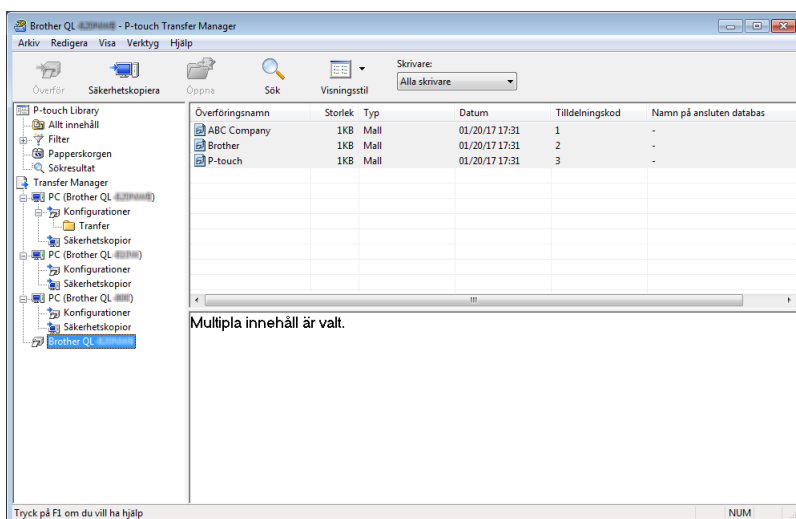 Brother QL - P-touch Transfer Manager
Arkiv Redigera Visa Verktyg Hjälp
Överför Säkerhetskopiera Öppna Sök Visningsstil
Skrivare:
Alla skrivare
P-touch Library
Allt innehåll
Filter
Papperskorgen
Sökresultat
Transfer Manager
PC (Brother QL )
Konfigurationer
Tranfer
Säkerhetskopior
PC (Brother QL )
Konfigurationer
Säkerhetskopior
PC (Brother QL )
Konfigurationer
Säkerhetskopior
Brother QL
Överföringsnamn Storlek Typ Datum Tilldelningskod Namn på ansluten databas
ABC Company 1KB Mall 01/20/17 17:31 1 -
Brother 1KB Mall 01/20/17 17:31 2 -
P-touch 1KB Mall 01/20/17 17:31 3 -
Multipla innehåll är valt.
Tryck på F1 om du vill ha hjälp
NUM